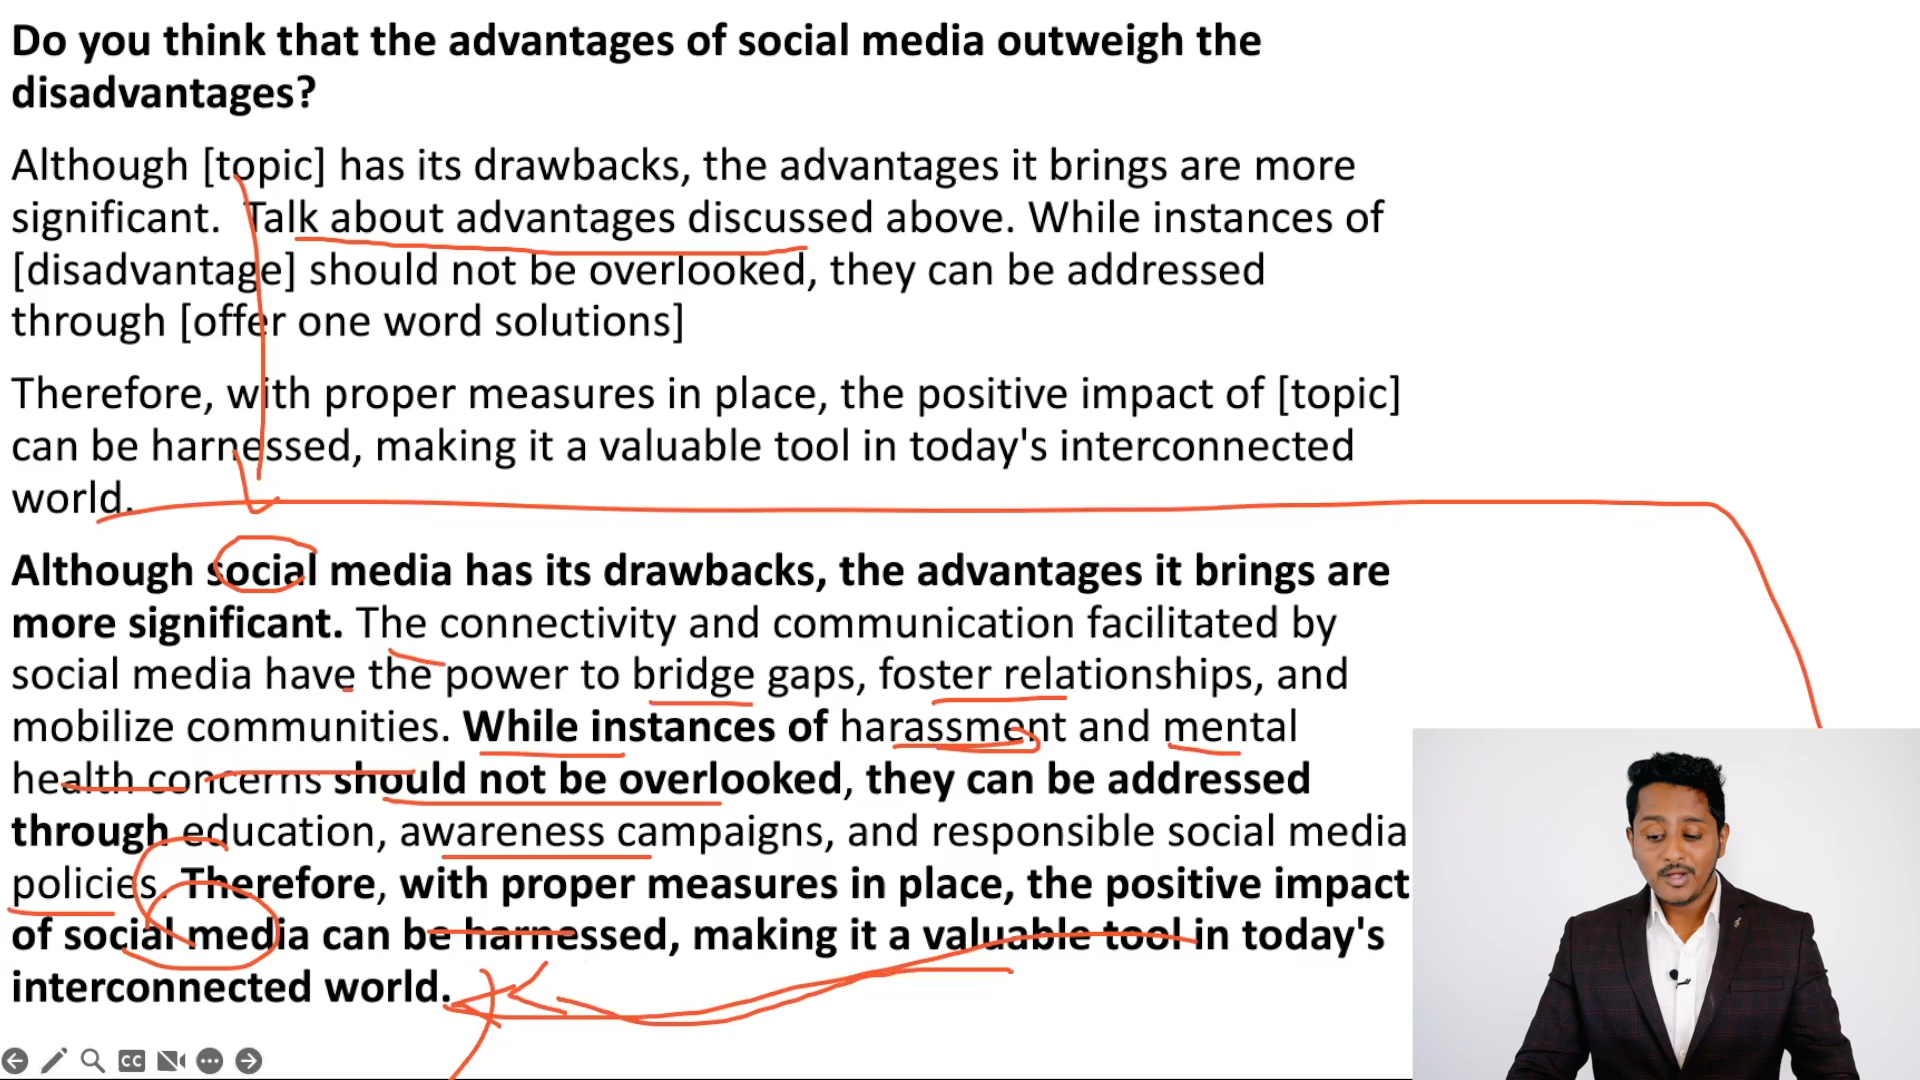 Do you think that the advantages of social media outweigh the
disadvantages?
Although [topic] has its drawbacks, the advantages it brings are more
significant.  Talk about advantages discussed above. While instances of
[disadvantage] should not be overlooked, they can be addressed
through [offer one word solutions]
Therefore, with proper measures in place, the positive impact of [topic]
can be harnessed, making it a valuable tool in today's interconnected
world.
Although social media has its drawbacks, the advantages it brings are
more significant. The connectivity and communication facilitated by
social media have the power to bridge gaps, foster relationships, and
mobilize communities. While instances of harassment and mental
health concerns should not be overlooked, they can be addressed
through education, awareness campaigns, and responsible social media
policies. Therefore, with proper measures in place, the positive impact
of social media can be harnessed, making it a valuable tool in today's
interconnected world.
CC